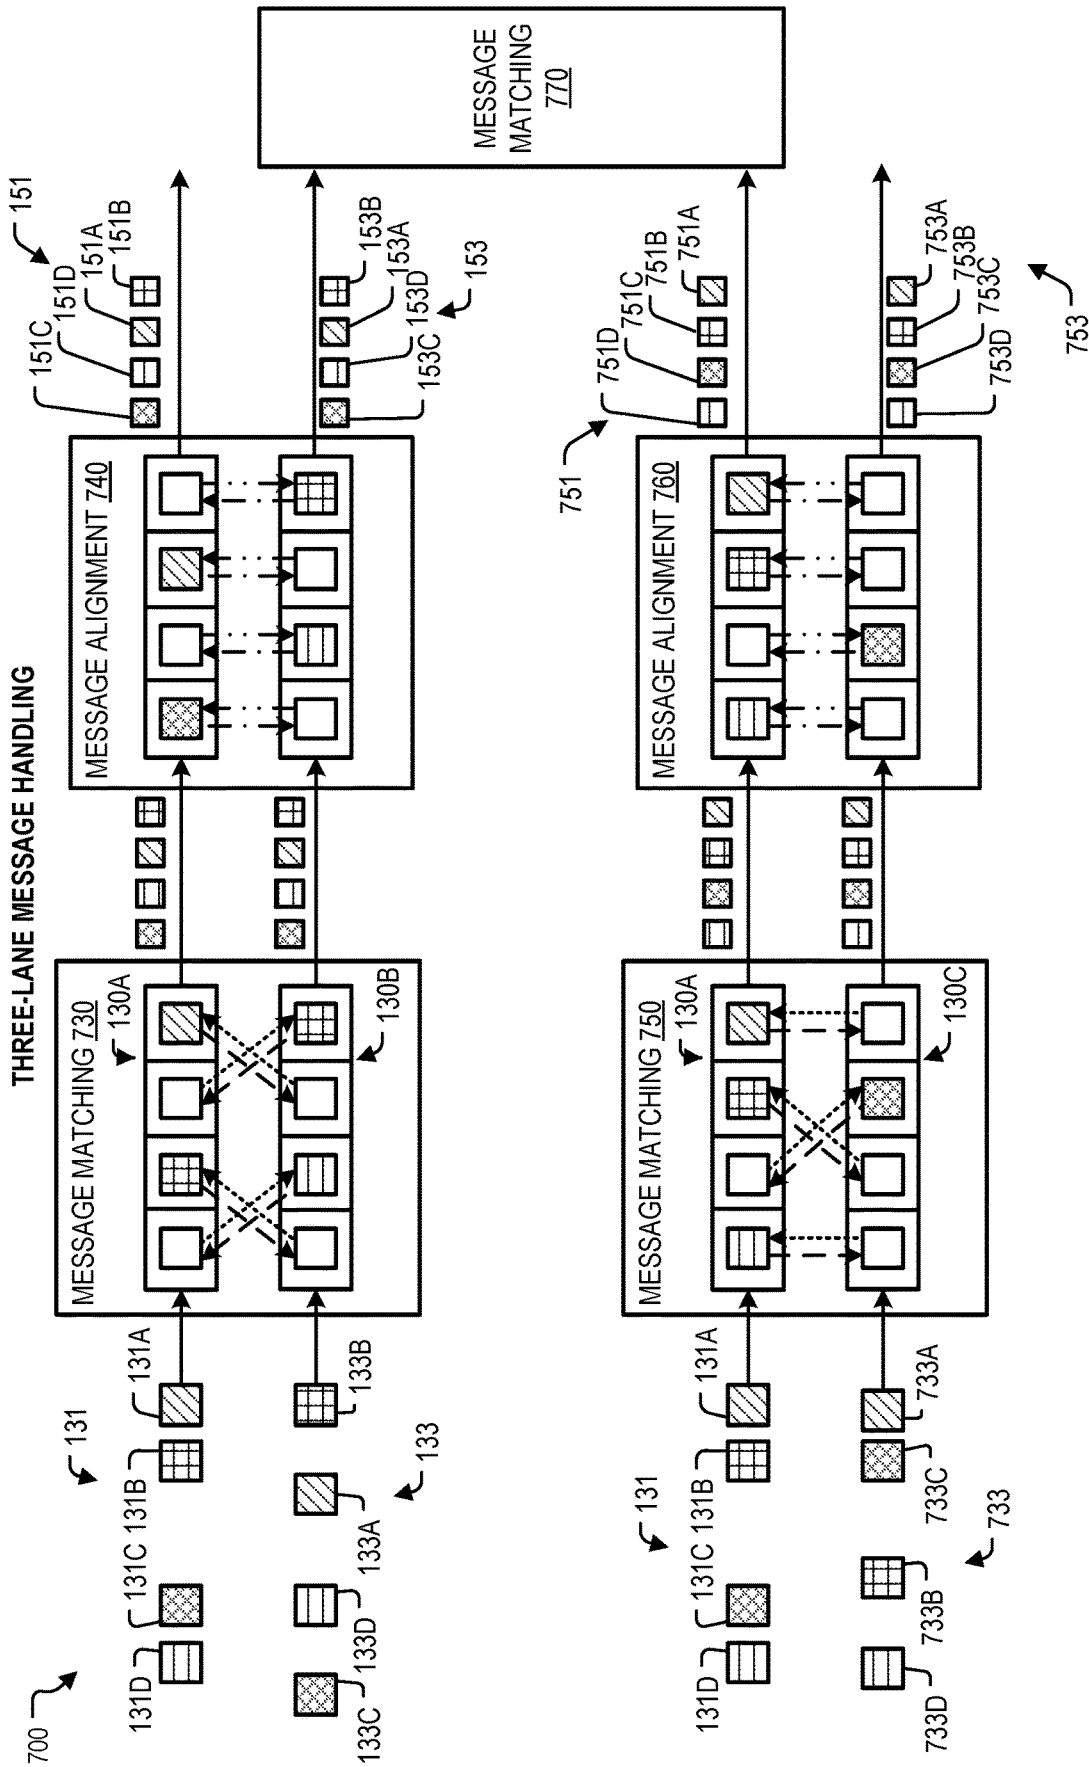 THREE-LANE MESSAGE HANDLING
700
131
131D
131C
131B
131A
133C
133D
133A
133B
133
MESSAGE MATCHING 730
130A
130B
MESSAGE ALIGNMENT 740
151
151C
151D
151A
151B
153C
153D
153A
153B
153
131
131D
131C
131B
131A
733D
733B
733C
733A
733
MESSAGE MATCHING 750
130A
130C
MESSAGE ALIGNMENT 760
751
751D
751C
751B
751A
753D
753C
753B
753A
753
MESSAGE
MATCHING
770